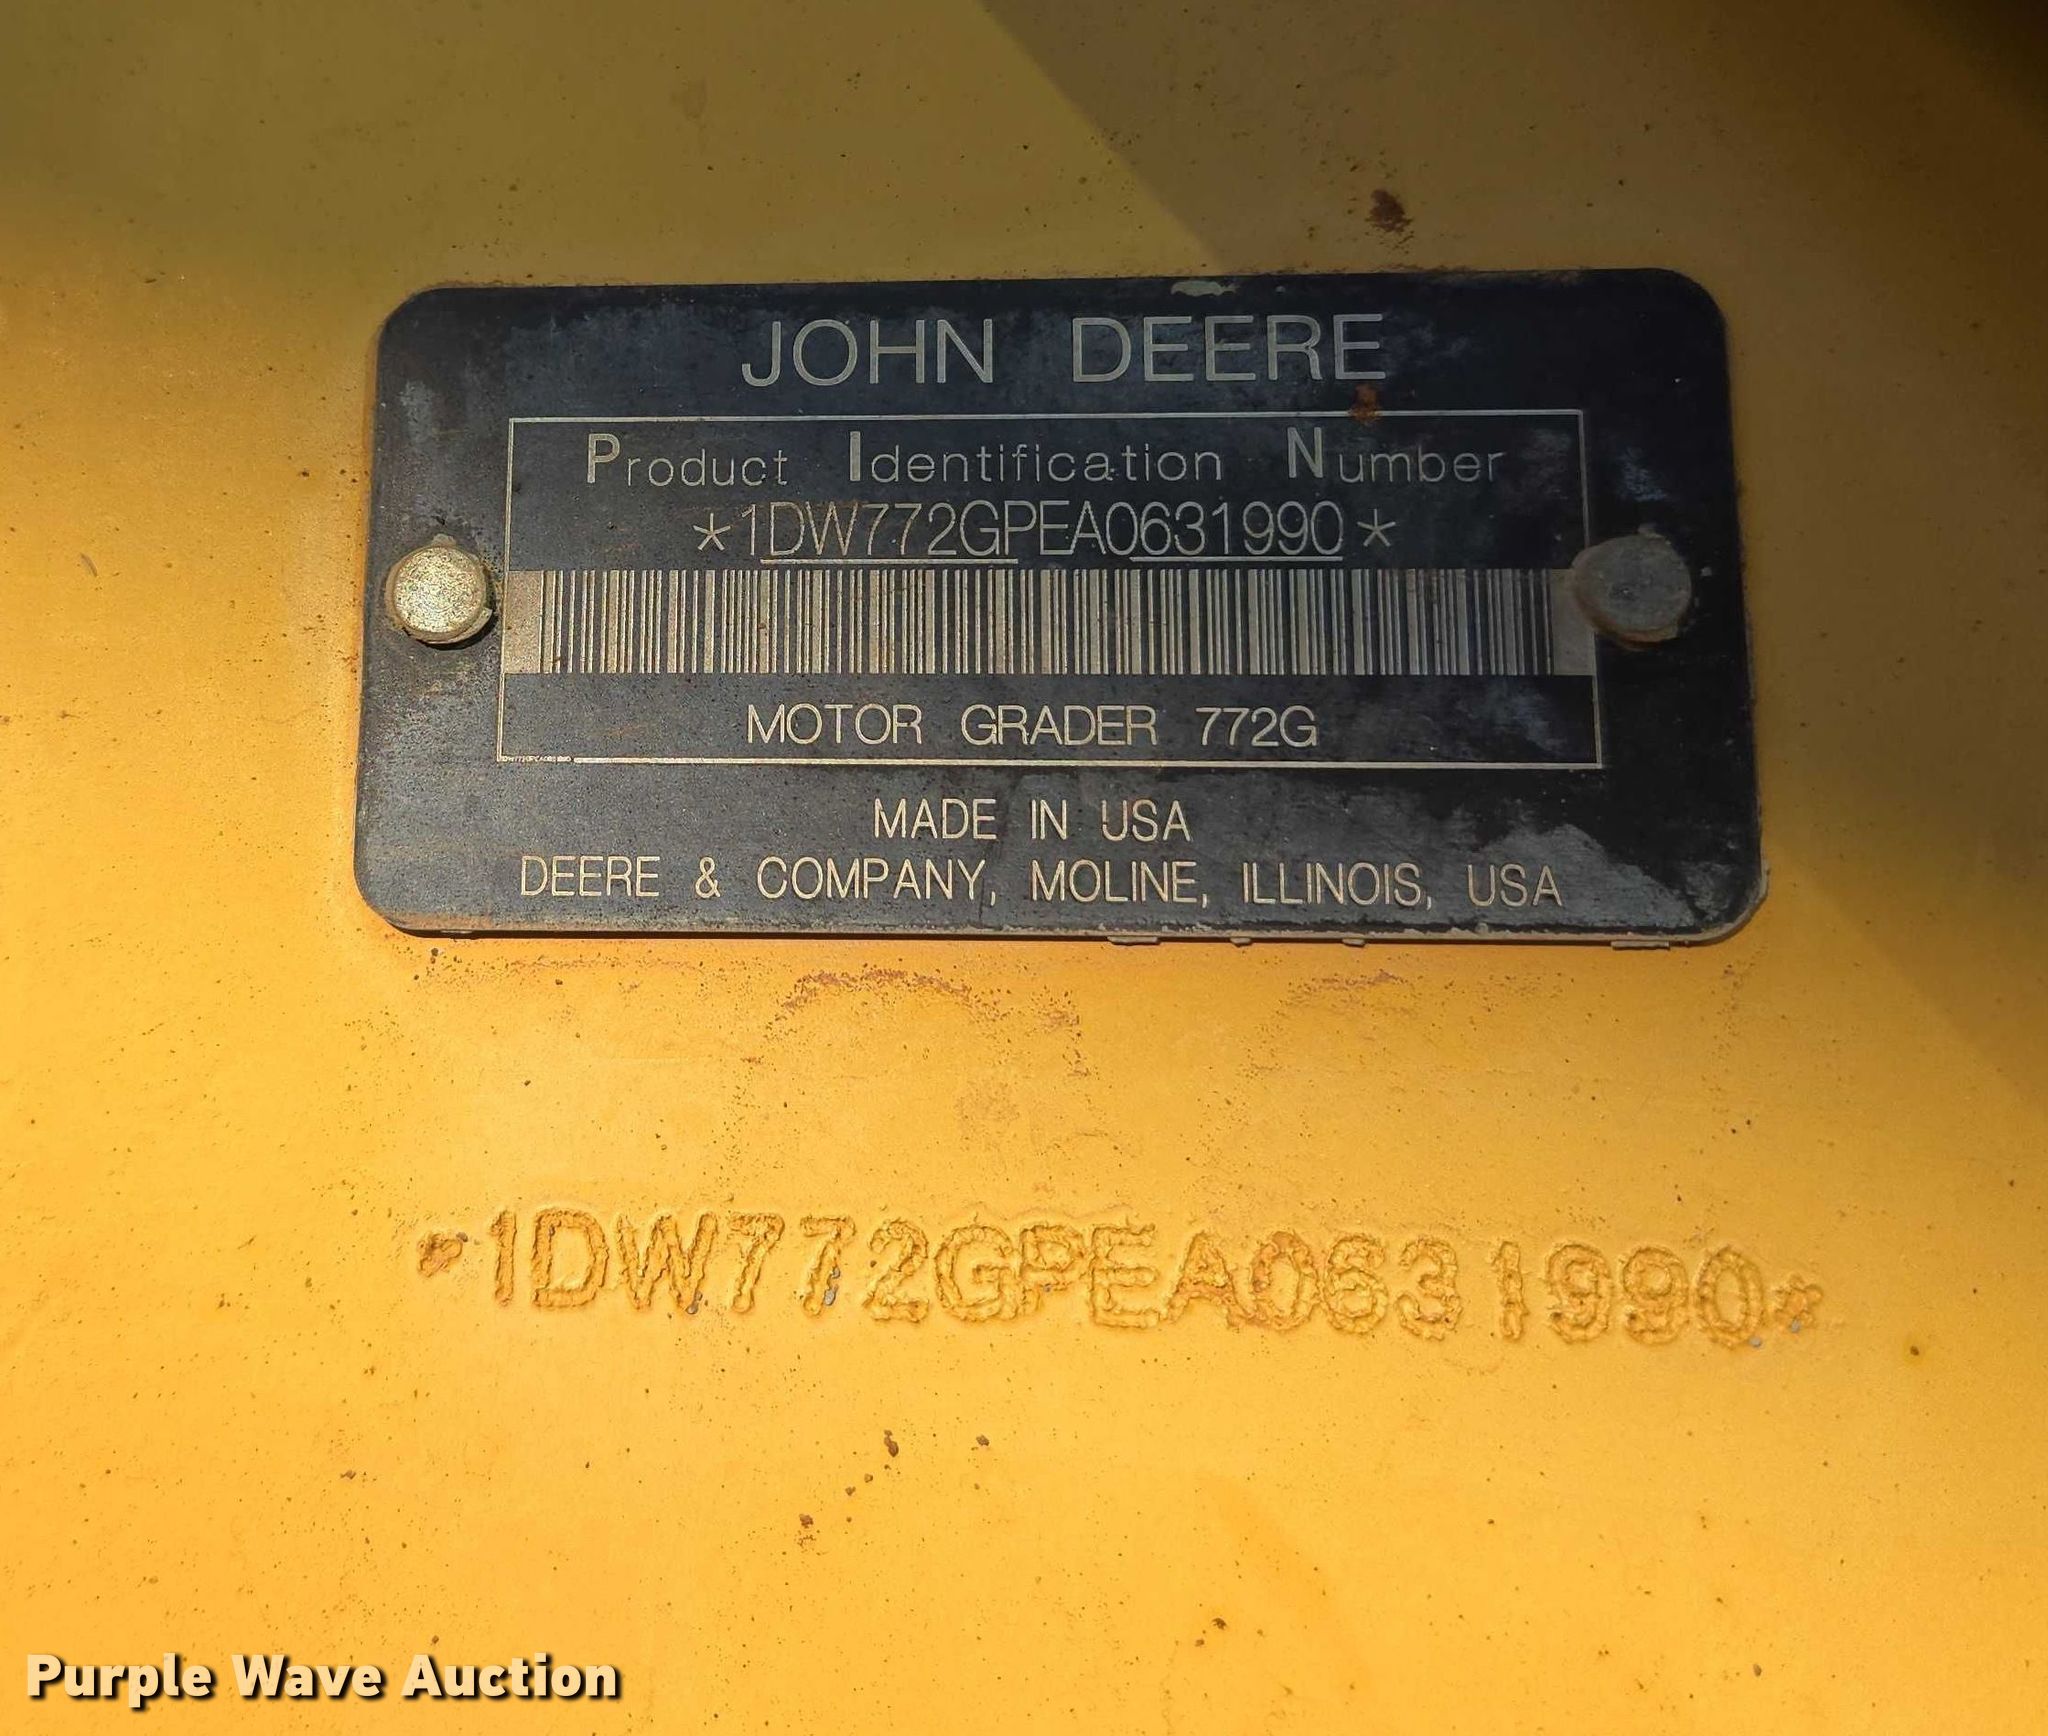 JOHN DEERE
Product Identification Number
*1DW772GPEA0631990*
MOTOR GRADER 772G
MADE IN USA
DEERE & COMPANY, MOLINE, ILLINOIS, USA
*1DW772GPEA0631990*
Purple Wave Auction